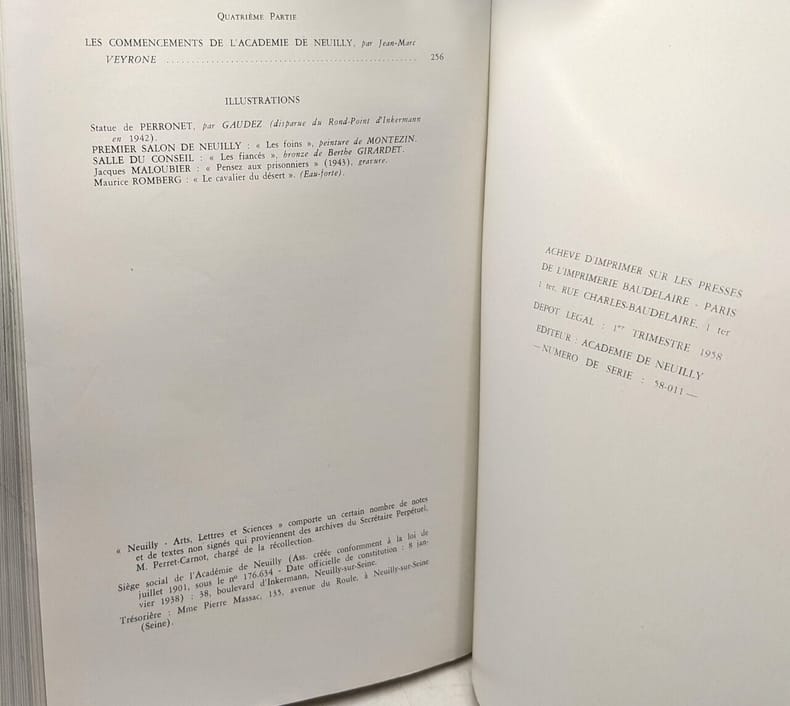 QUATRIÈME PARTIE
LES COMMENCEMENTS DE L'ACADEMIE DE NEUILLY, par Jean-Marc
VEYRONE ........................................ 256
ILLUSTRATIONS
Statue de PERRONET, par GAUDEZ (disparue du Rond-Point d'Inkermann
en 1942).
PREMIER SALON DE NEUILLY : « Les foins », peinture de MONTEZIN.
SALLE DU CONSEIL : « Les fiancés », bronze de Berthe GIRARDET.
Jacques MALOUBIER : « Pensez aux prisonniers » (1943), gravure.
Maurice ROMBERG : « Le cavalier du désert ». (Eau-forte).
« Neuilly - Arts, Lettres et Sciences » comporte un certain nombre de notes
et de textes non signés qui proviennent des archives du Secrétaire Perpétuel,
M. Perret-Carnot, chargé de la récollection.
Siège social de l'Académie de Neuilly (Ass. créée conformment à la loi de
juillet 1901, sous le nº 176.634 - Date officielle de constitution : 8 jan-
vier 1938) : 38, boulevard d'Inkermann, Neuilly-sur-Seine.
Trésorière : Mme Pierre Massac, 135, avenue du Roule, à Neuilly-sur-Seine
(Seine).
ACHEVE D'IMPRIMER SUR LES PRESSES
DE L'IMPRIMERIE BAUDELAIRE - PARIS
1 ter, RUE CHARLES-BAUDELAIRE, 1 ter
DEPOT LEGAL : 1er TRIMESTRE 1958
EDITEUR : ACADEMIE DE NEUILLY
— NUMERO DE SERIE : 58-011 —